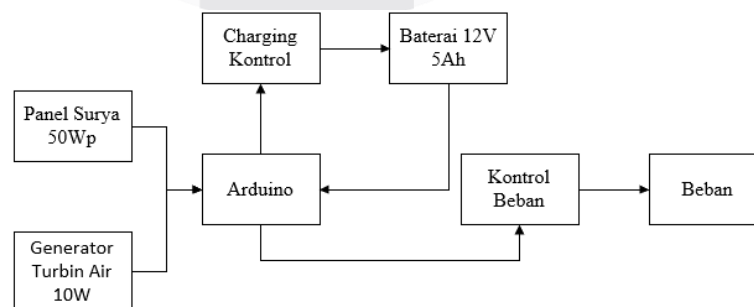 Charging
Kontrol
Baterai 12V
5Ah
Panel Surya
50Wp
Arduino
Kontrol
Beban
Beban
Generator
Turbin Air
10W